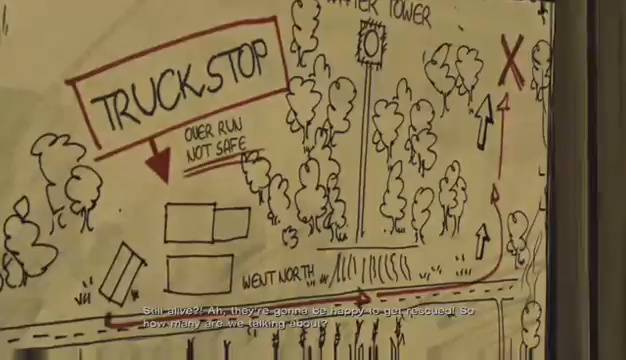 WATER TOWER
TRUCK STOP
OVER RUN
NOT SAFE
X
WENT NORTH
Still alive?! Ah, they're gonna be happy to get rescued! So
how many are we talking about?